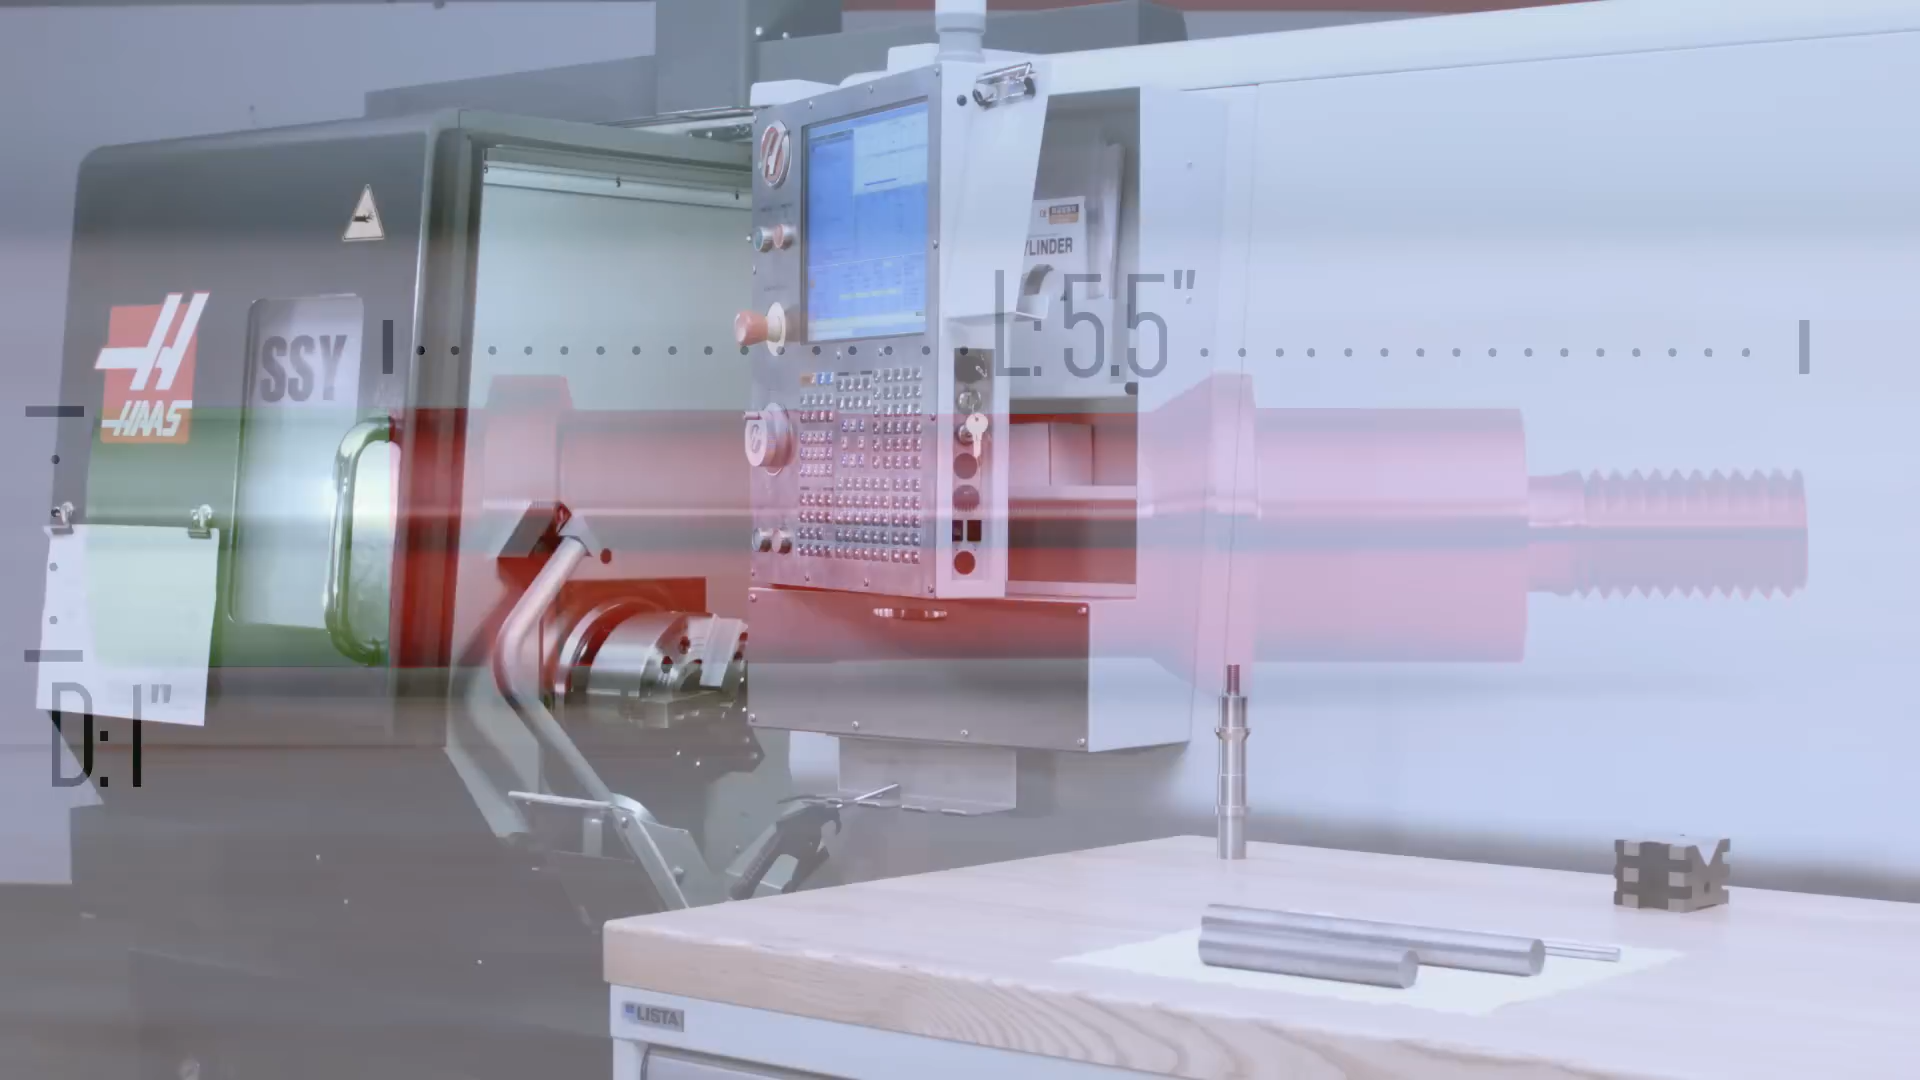 YLINDER
L: 5.5"
SSY
HAAS
D: 1"
LISTA